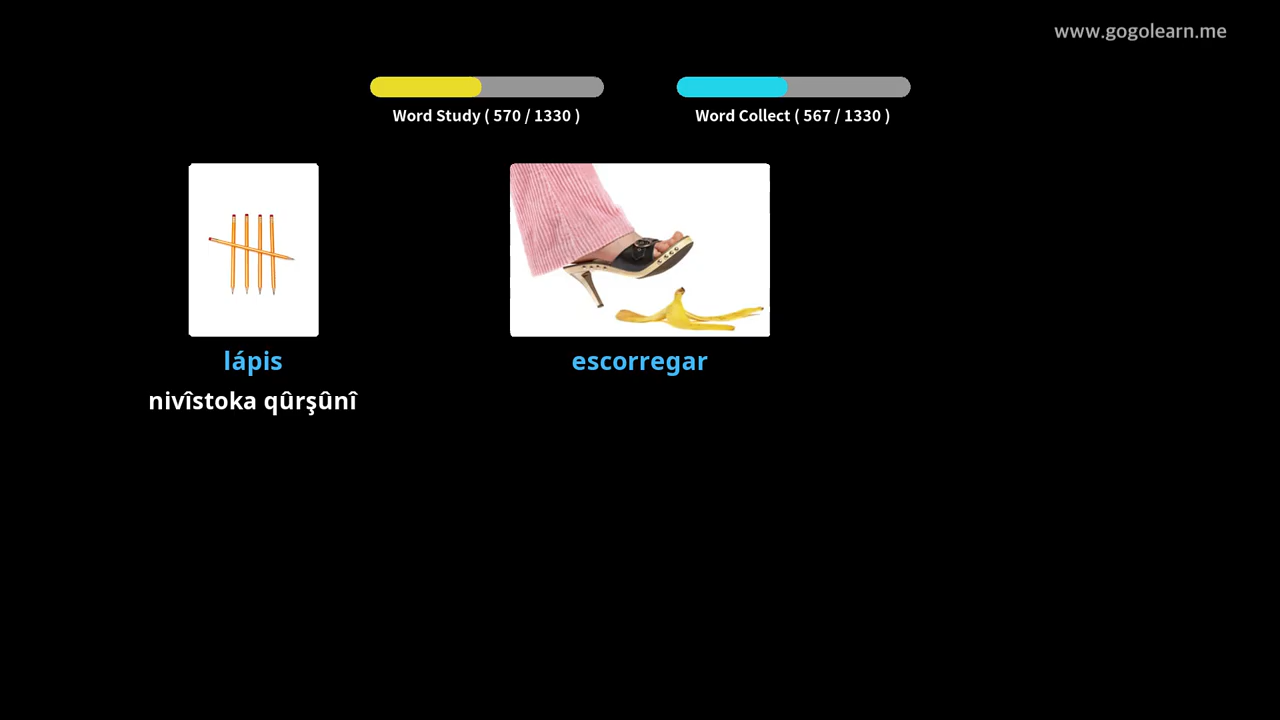 www.gogolearn.me
Word Study ( 570 / 1330 )
Word Collect ( 567 / 1330 )
lápis
escorregar
nivîstoka qûrşûnî